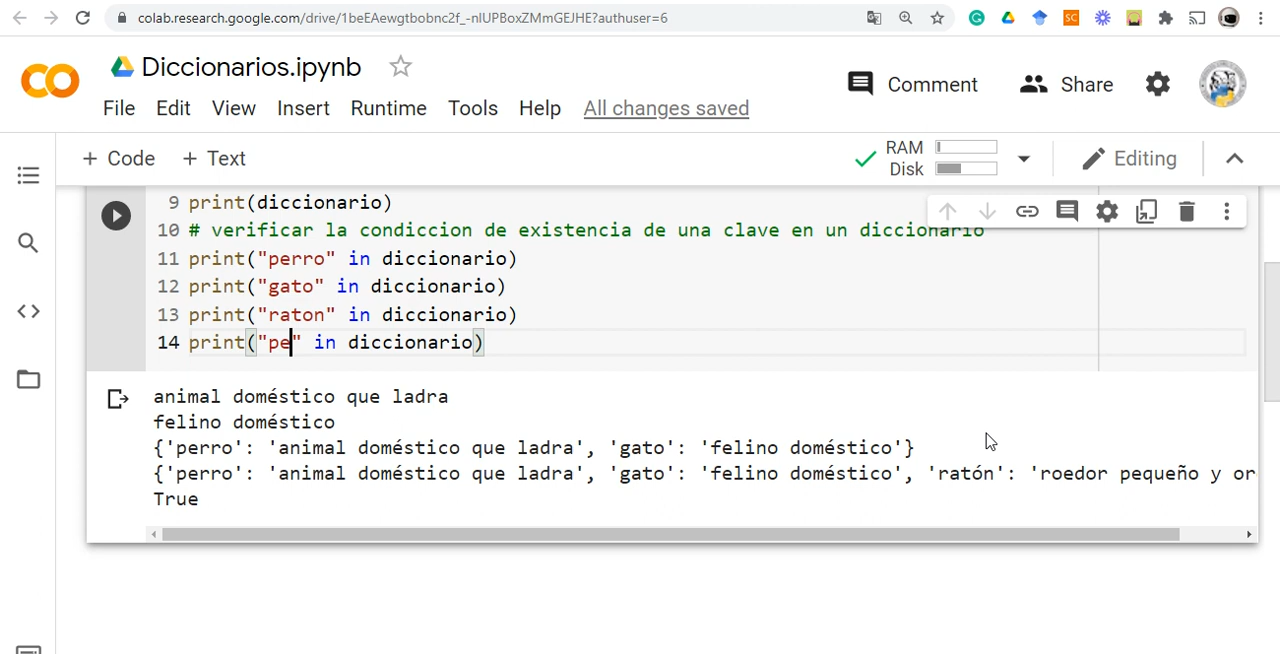 colab.research.google.com/drive/1beEAewgtbobnc2f_-nIUPBoxZMmGEJHE?authuser=6
SC
Diccionarios.ipynb
Comment
Share
File Edit View Insert Runtime Tools Help All changes saved
+ Code + Text
RAM
Disk
Editing
9 print(diccionario)
10 # verificar la condiccion de existencia de una clave en un diccionario
11 print("perro" in diccionario)
12 print("gato" in diccionario)
13 print("raton" in diccionario)
14 print("pe" in diccionario)
animal doméstico que ladra
felino doméstico
{'perro': 'animal doméstico que ladra', 'gato': 'felino doméstico'}
{'perro': 'animal doméstico que ladra', 'gato': 'felino doméstico', 'ratón': 'roedor pequeño y or
True